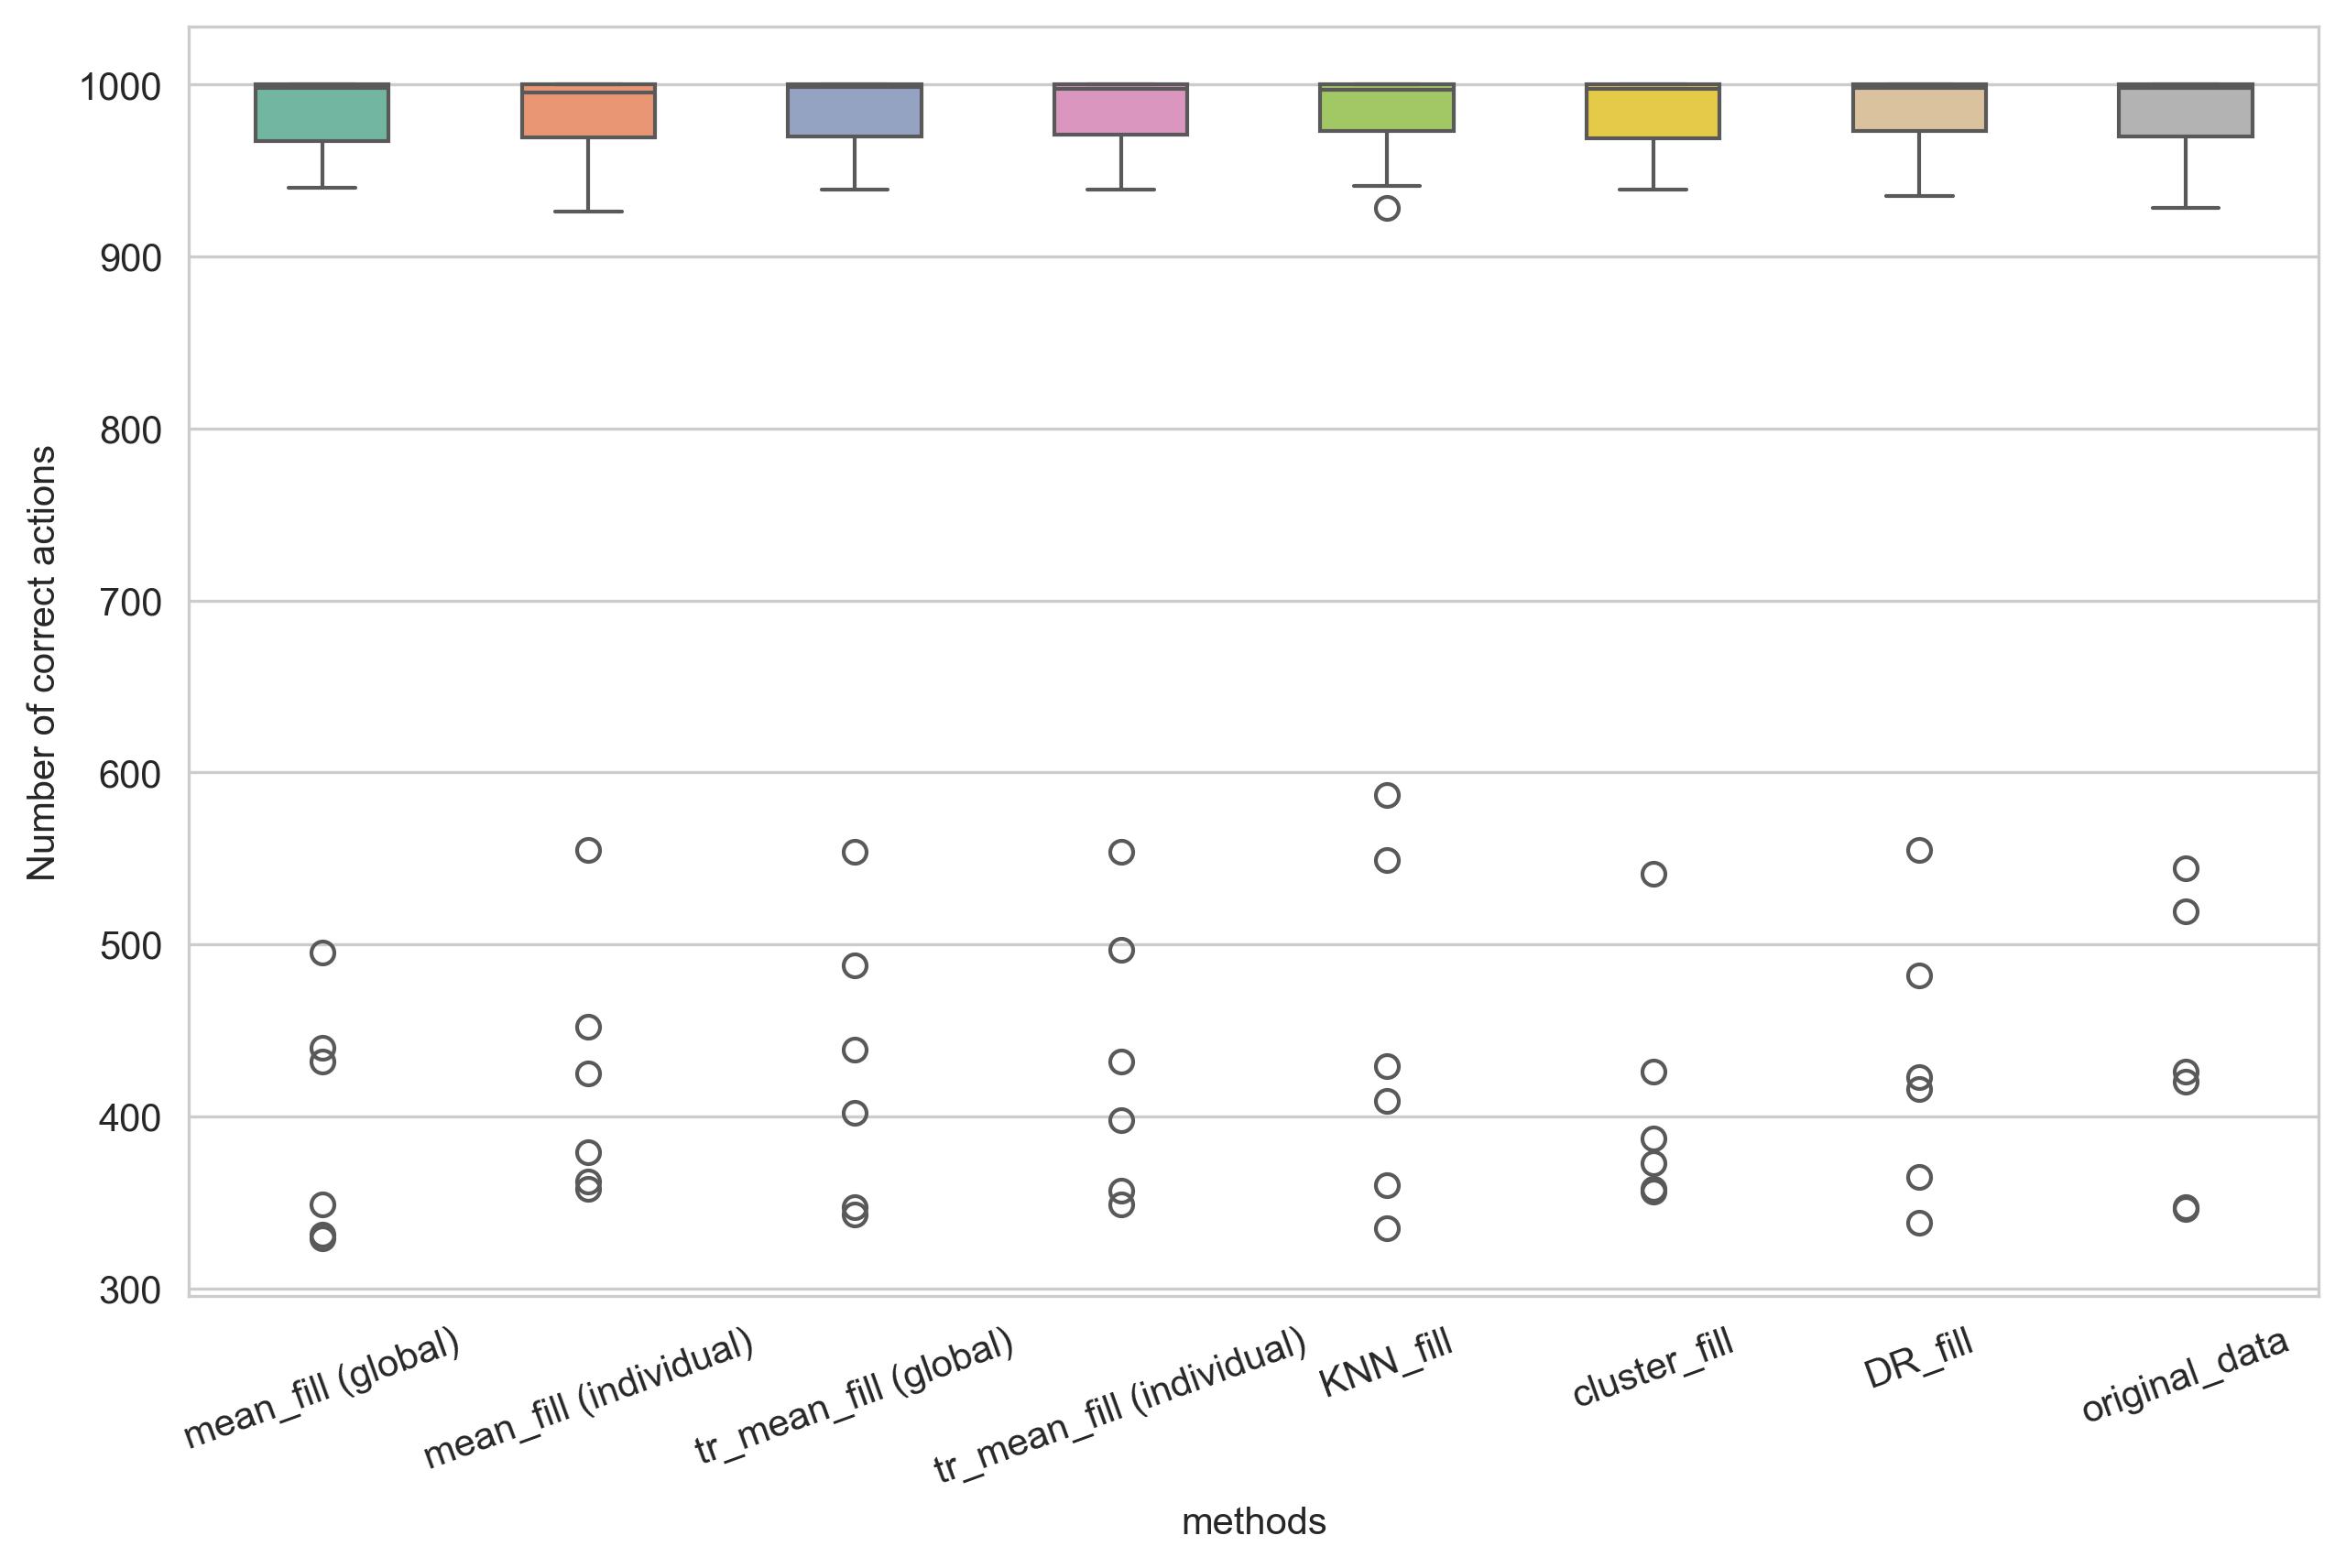 Number of correct actions
1000
900
800
700
600
500
400
300
mean_fill (global)
mean_fill (individual)
tr_mean_fill (global)
tr_mean_fill (individual)
KNN_fill
cluster_fill
DR_fill
original_data
methods